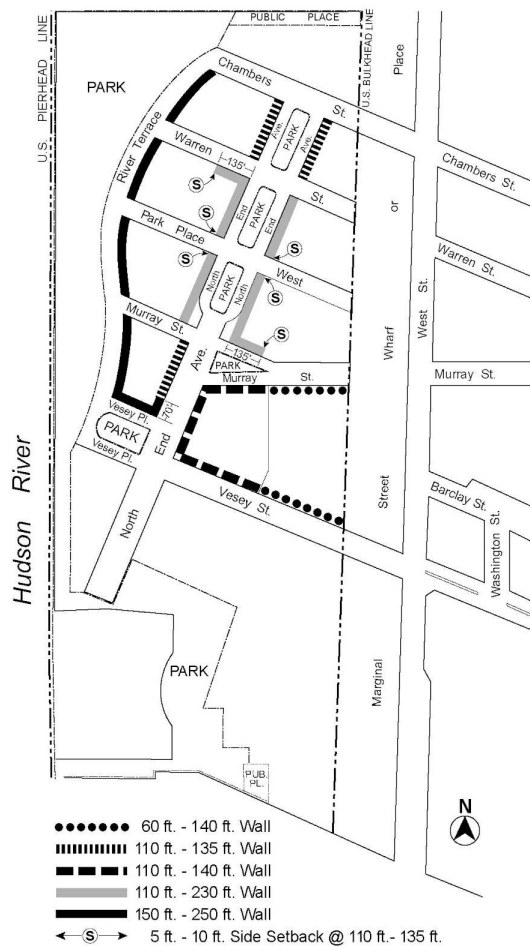 PUBLIC PLACE
U.S. PIERHEAD LINE
U.S. BULKHEAD LINE
Place
PARK
Chambers
St.
River Terrace
Ave.
PARK
Ave.
Chambers St.
Warren
135'
St.
S
or
End
PARK
End
Park Place
S
S
S
West
Warren St.
West St.
North
PARK
North
S
Wharf
Murray St.
S
Ave.
135'
PARK
Murray St.
Murray St.
70'
Vesey Pl.
PARK
Vesey Pl.
End
Vesey St.
Street
Barclay St.
Washington St.
North
Hudson River
PARK
Marginal
PUB.
PL.
N
60 ft. - 140 ft. Wall
110 ft. - 135 ft. Wall
110 ft. - 140 ft. Wall
110 ft. - 230 ft. Wall
150 ft. - 250 ft. Wall
S 5 ft. - 10 ft. Side Setback @ 110 ft.- 135 ft.